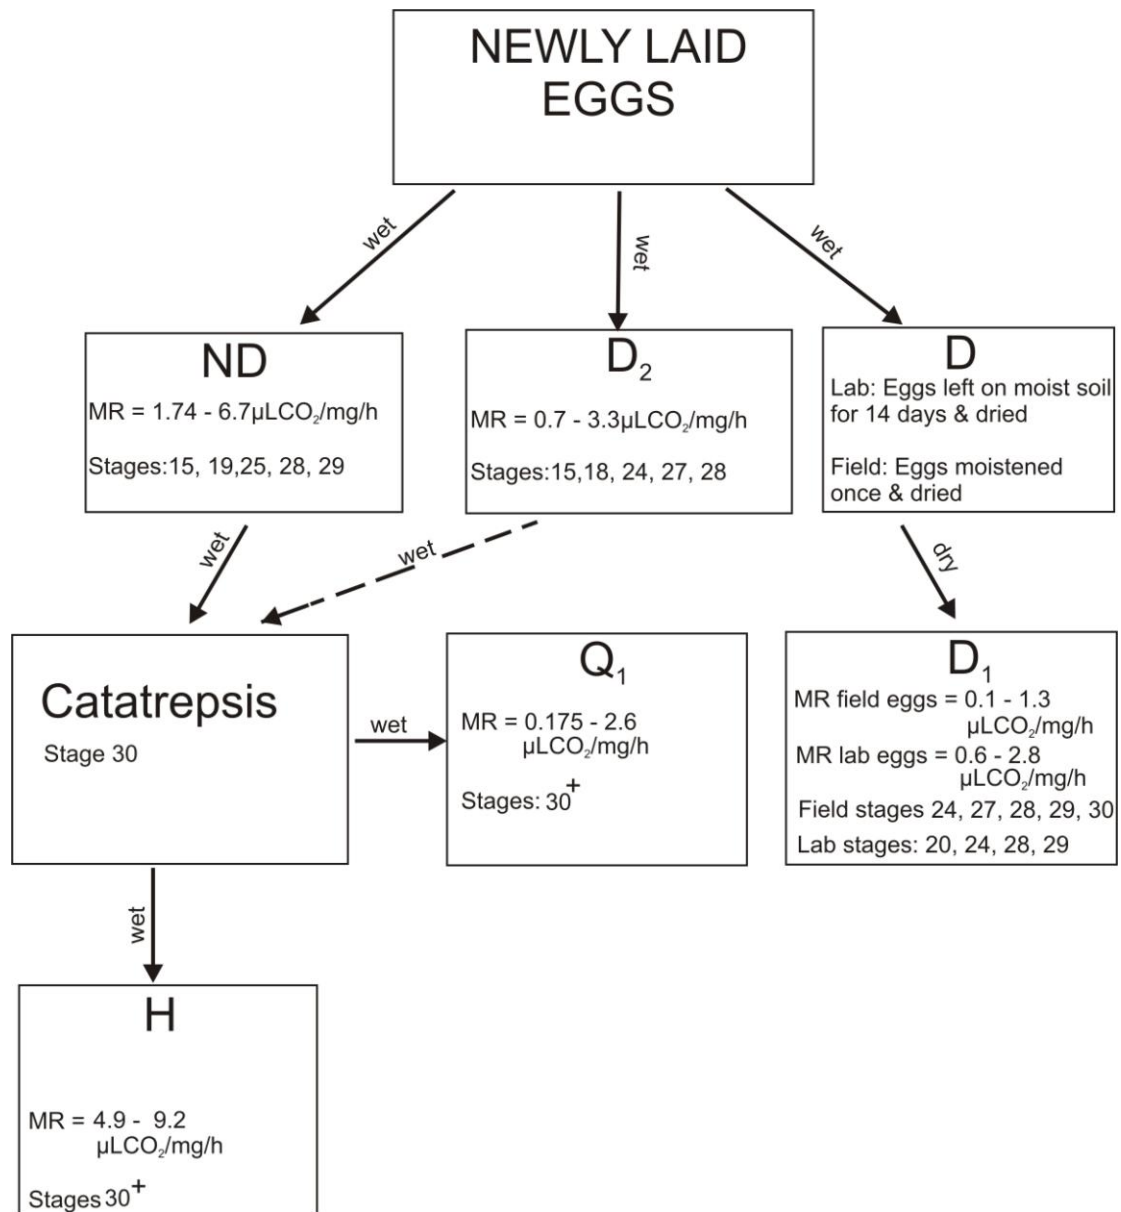 NEWLY LAID
EGGS
wet
wet
wet
ND
MR = 1.74 - 6.7µLCO₂/mg/h
Stages:15, 19,25, 28, 29
D₂
MR = 0.7 - 3.3µLCO₂/mg/h
Stages:15,18, 24, 27, 28
D
Lab: Eggs left on moist soil
for 14 days & dried
Field: Eggs moistened
once & dried
wet
wet
dry
Catatrepsis
Stage 30
wet
Q₁
MR = 0.175 - 2.6
µLCO₂/mg/h
Stages: 30⁺
D₁
MR field eggs = 0.1 - 1.3
µLCO₂/mg/h
MR lab eggs = 0.6 - 2.8
µLCO₂/mg/h
Field stages 24, 27, 28, 29, 30
Lab stages: 20, 24, 28, 29
wet
H
MR = 4.9 - 9.2
µLCO₂/mg/h
Stages 30⁺